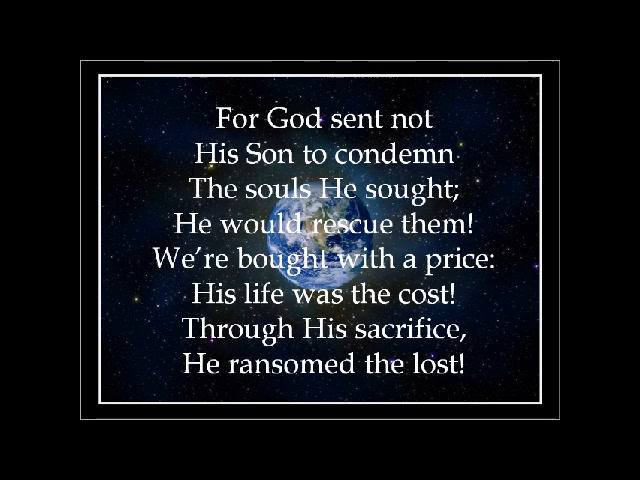 For God sent not
His Son to condemn
The souls He sought;
He would rescue them!
We’re bought with a price:
His life was the cost!
Through His sacrifice,
He ransomed the lost!